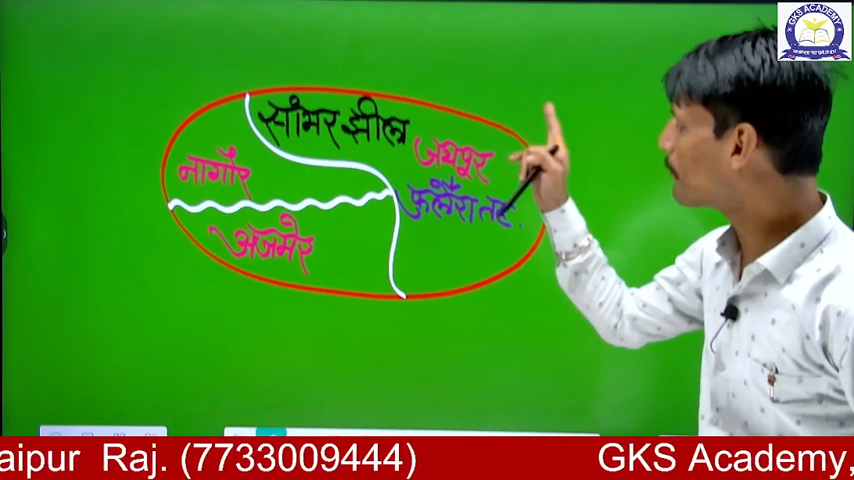 GKS ACADEMY
सांभर झील
जयपुर
नागौर
फुलेरा तह.
अजमेर
aipur Raj. (7733009444) GKS Academy,